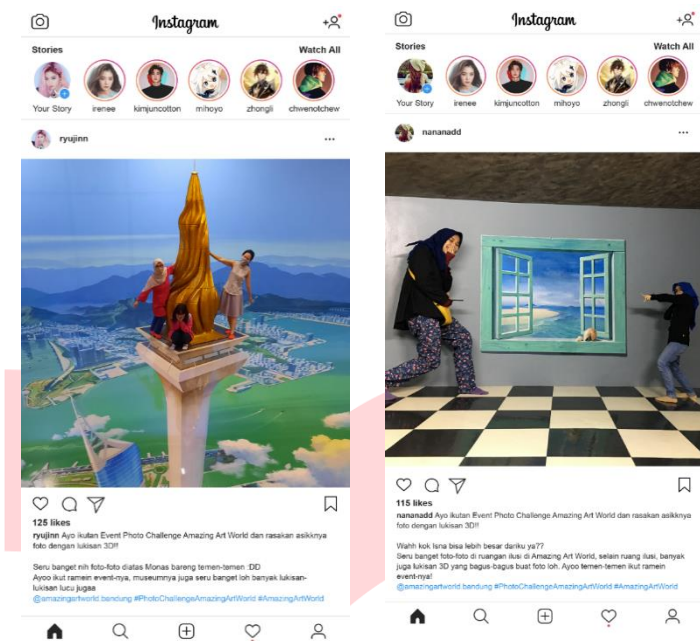 Instagram
Stories
Watch All
Your Story
irenee
kimjuncotton
mihoyo
zhongli
chwenotchew
ryujinn
125 likes
ryujinn Ayo ikutan Event Photo Challenge Amazing Art World dan rasakan asikknya
foto dengan lukisan 3D!!
Seru banget nih foto-foto diatas Monas bareng temen-temen :DD
Ayoo ikut ramein event-nya, museumnya juga seru banget loh banyak lukisan-
lukisan lucu jugaa
@amazingartworld.bandung #PhotoChallengeAmazingArtWorld #AmazingArtWorld
Instagram
Stories
Watch All
Your Story
irenee
kimjuncotton
mihoyo
zhongli
chwenotchew
nananadd
115 likes
nananadd Ayo ikutan Event Photo Challenge Amazing Art World dan rasakan asikknya
foto dengan lukisan 3D!!
Wahh kok Isna bisa lebih besar dariku ya??
Seru banget foto-foto di ruangan ilusi di Amazing Art World, selain ruang ilusi, banyak
juga lukisan 3D yang bagus-bagus buat foto loh. Ayco temen-temen ikut ramein
event-nya!
@amazingartworld.bandung #PhotoChallengeAmazingArtWorld #AmazingArtWorld